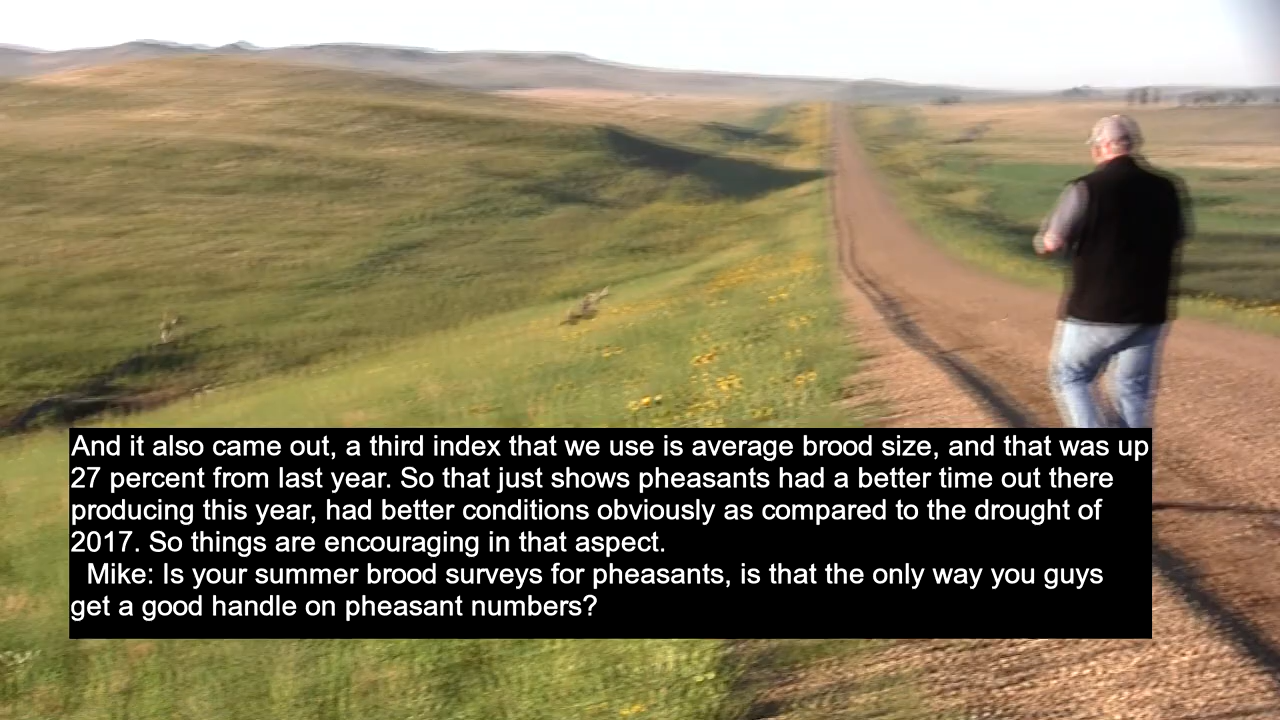 And it also came out, a third index that we use is average brood size, and that was up
27 percent from last year. So that just shows pheasants had a better time out there
producing this year, had better conditions obviously as compared to the drought of
2017. So things are encouraging in that aspect.
Mike: Is your summer brood surveys for pheasants, is that the only way you guys
get a good handle on pheasant numbers?